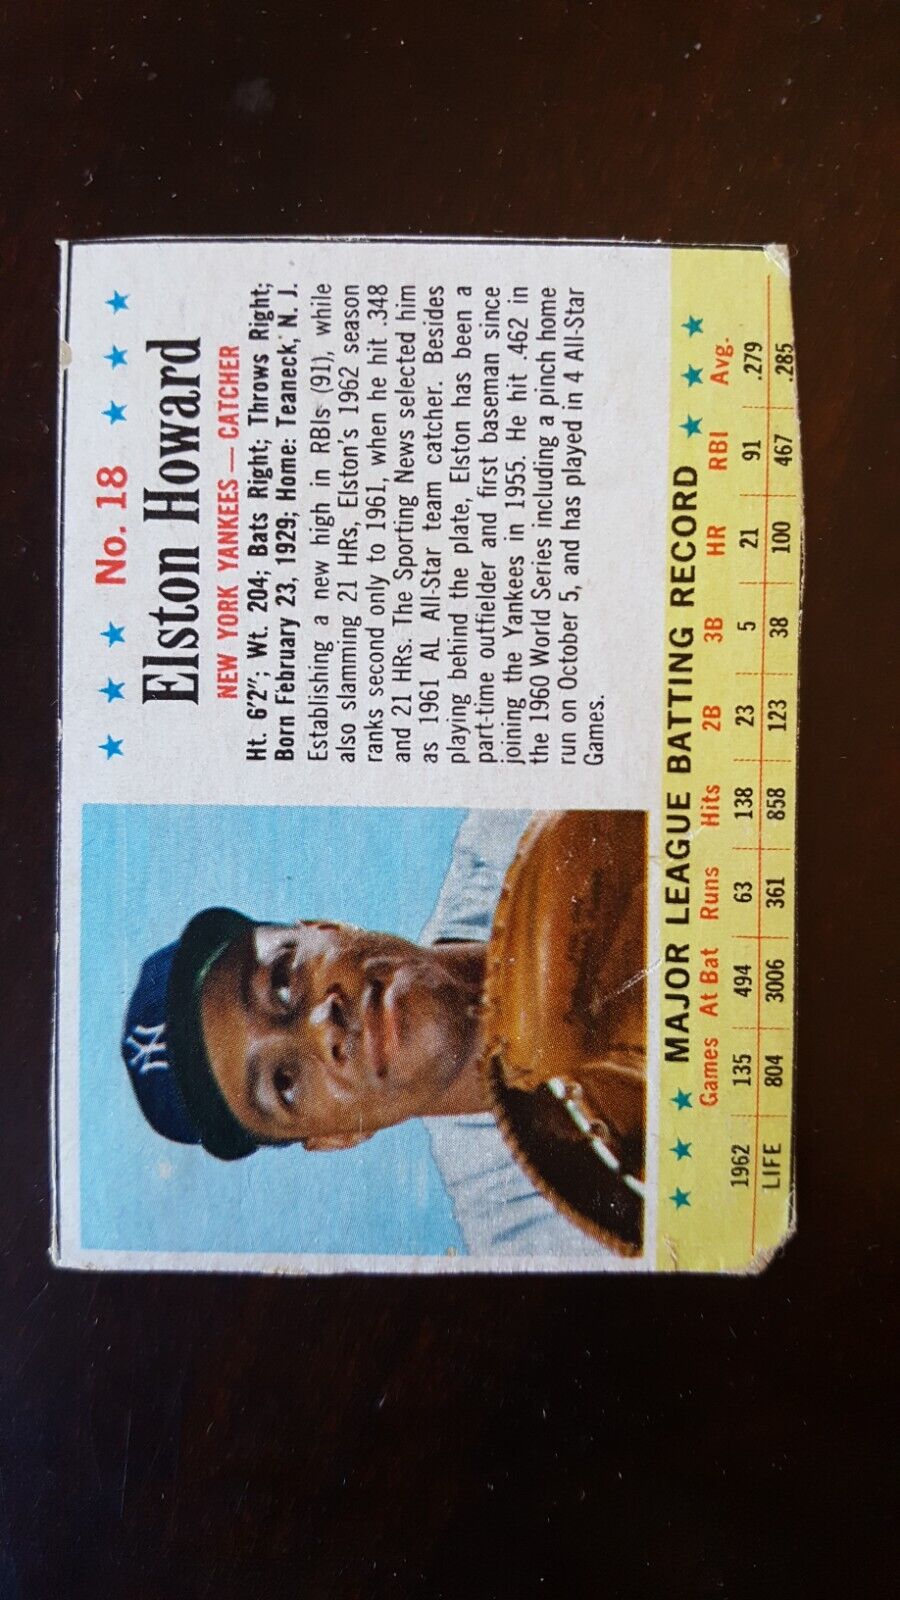 No. 18
Elston Howard
NEW YORK YANKEES — CATCHER
Ht. 6'2"; Wt. 204; Bats Right; Throws Right;
Born February 23, 1929; Home: Teaneck, N. J.
Establishing a new high in RBIs (91), while
also slamming 21 HRs, Elston's 1962 season
ranks second only to 1961, when he hit .348
and 21 HRs. The Sporting News selected him
as 1961 AL All-Star team catcher. Besides
playing behind the plate, Elston has been a
part-time outfielder and first baseman since
joining the Yankees in 1955. He hit .462 in
the 1960 World Series including a pinch home
run on October 5, and has played in 4 All-Star
Games.
NY
MAJOR LEAGUE BATTING RECORD
Games At Bat Runs Hits 2B 3B HR RBI Avg.
1962 135 494 63 138 23 5 21 91 .279
LIFE 804 3006 361 858 123 38 100 467 .285